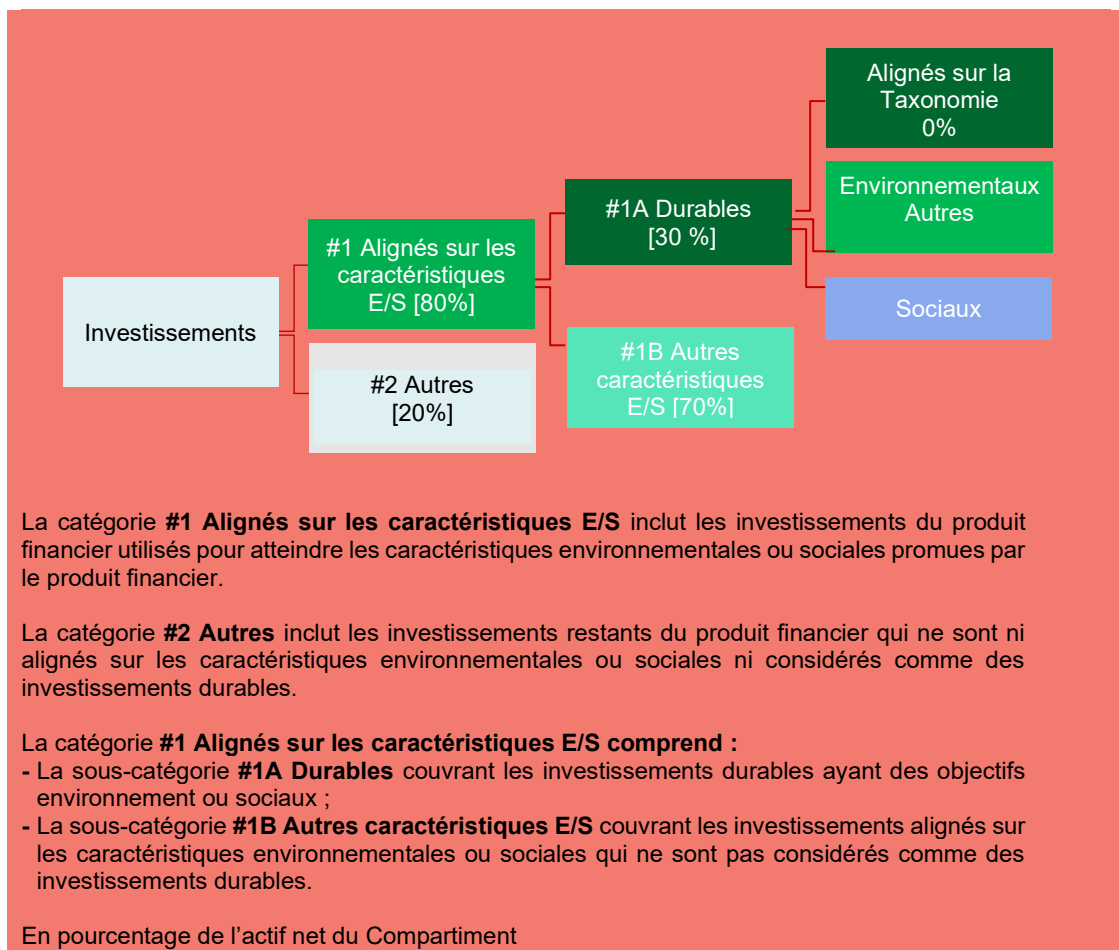 Alignés sur la
Taxonomie
0%
Environnementaux
Autres
#1A Durables
[30 %]
#1 Alignés sur les
caractéristiques
E/S [80%]
Sociaux
Investissements
#1B Autres
caractéristiques
E/S [70%]
#2 Autres
[20%]
La catégorie #1 Alignés sur les caractéristiques E/S inclut les investissements du produit
financier utilisés pour atteindre les caractéristiques environnementales ou sociales promues par
le produit financier.
La catégorie #2 Autres inclut les investissements restants du produit financier qui ne sont ni
alignés sur les caractéristiques environnementales ou sociales ni considérés comme des
investissements durables.
La catégorie #1 Alignés sur les caractéristiques E/S comprend :
- La sous-catégorie #1A Durables couvrant les investissements durables ayant des objectifs
environnement ou sociaux ;
- La sous-catégorie #1B Autres caractéristiques E/S couvrant les investissements alignés sur
les caractéristiques environnementales ou sociales qui ne sont pas considérés comme des
investissements durables.
En pourcentage de l'actif net du Compartiment